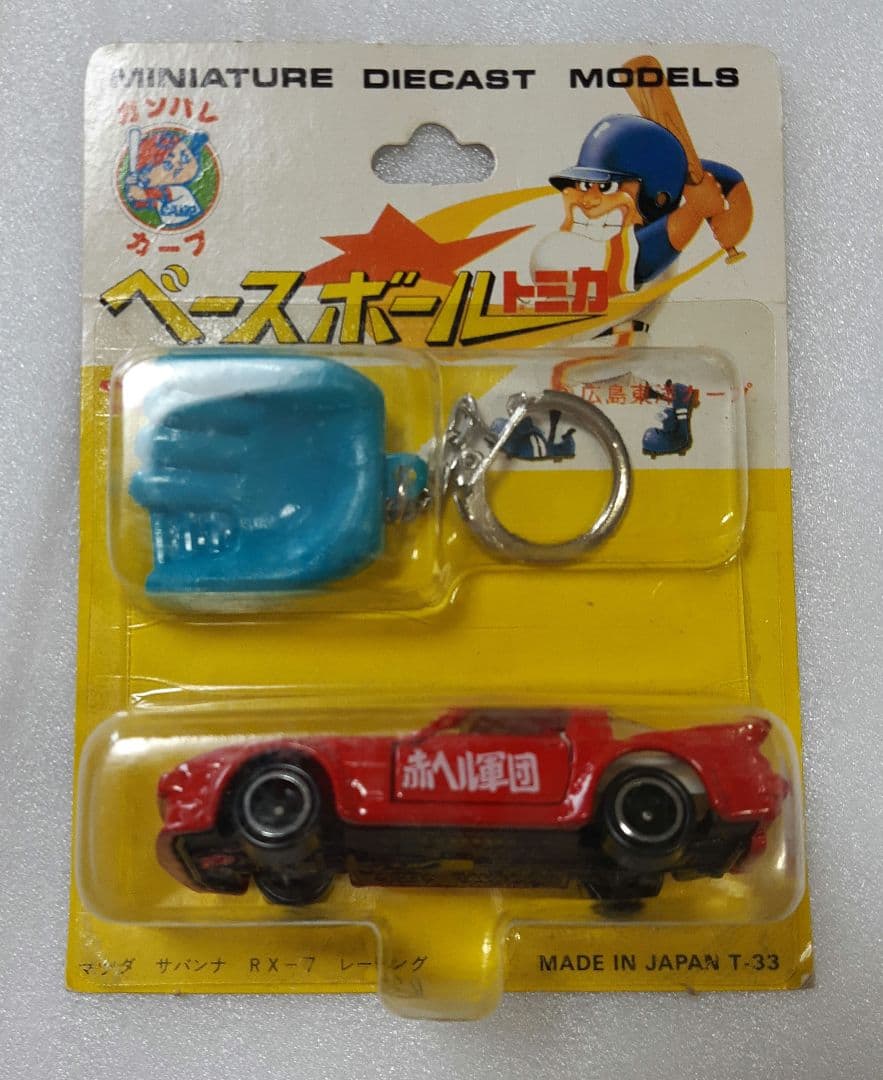 MINIATURE DIECAST MODELS
ガンバレ
カープ
ベースボールトミカ
広島東洋カープ
赤ヘル軍団
マツダ サバンナ RX-7 レーシング
MADE IN JAPAN T-33